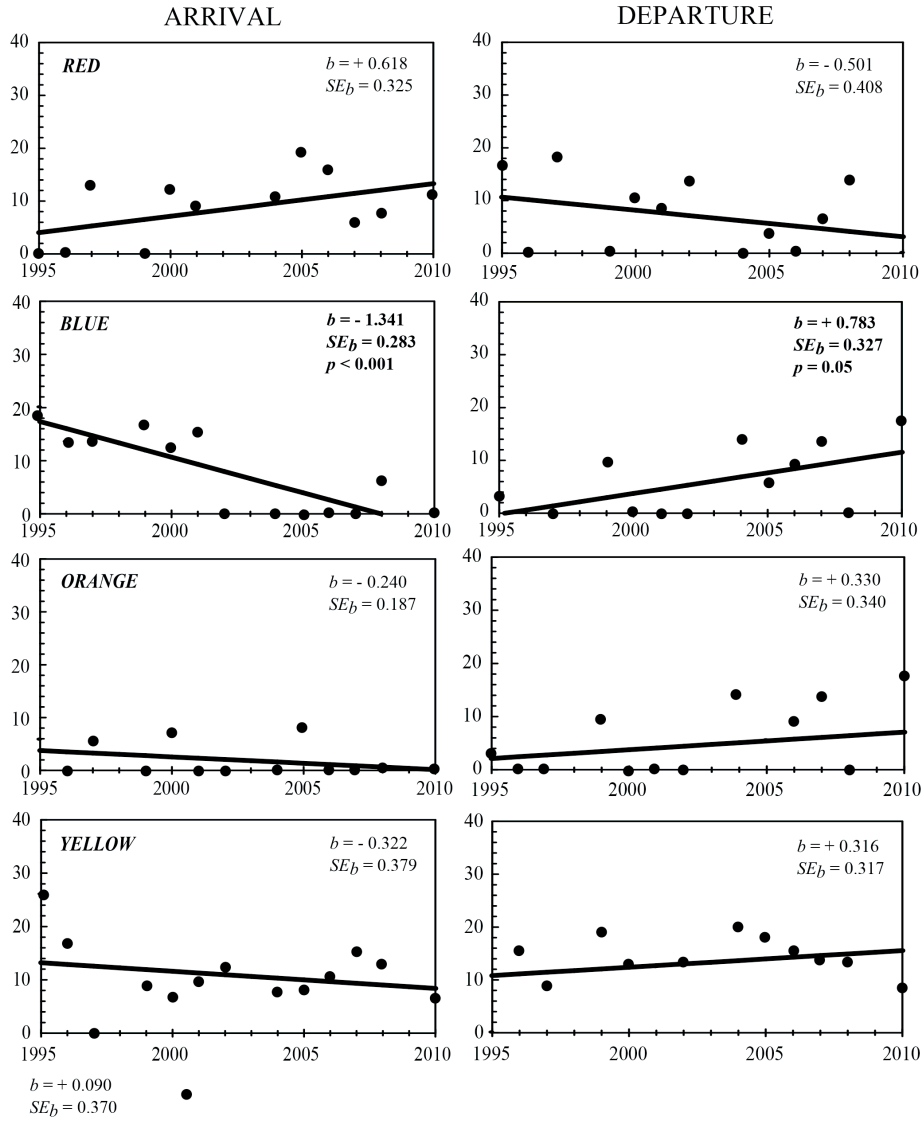 ARRIVAL DEPARTURE
40
30
20
10
0
RED
b = + 0.618
SEb = 0.325
1995 2000 2005 2010
40
30
20
10
0
b = - 0.501
SEb = 0.408
1995 2000 2005 2010
40
30
20
10
0
BLUE
b = - 1.341
SEb = 0.283
p < 0.001
1995 2000 2005 2010
40
30
20
10
0
b = + 0.783
SEb = 0.327
p = 0.05
1995 2000 2005 2010
40
30
20
10
0
ORANGE
b = - 0.240
SEb = 0.187
1995 2000 2005 2010
40
30
20
10
0
b = + 0.330
SEb = 0.340
1995 2000 2005 2010
40
30
20
10
0
YELLOW
b = - 0.322
SEb = 0.379
1995 2000 2005 2010
40
30
20
10
0
b = + 0.316
SEb = 0.317
1995 2000 2005 2010
b = + 0.090
SEb = 0.370